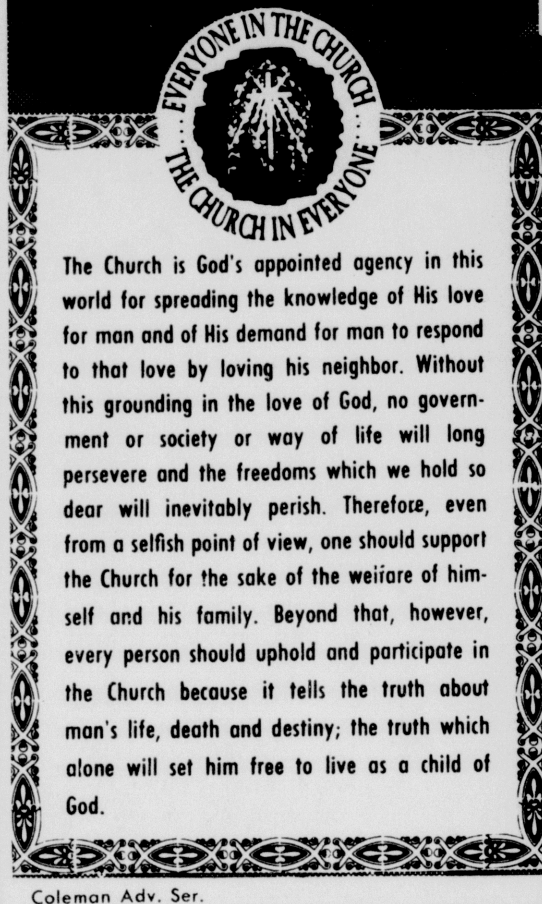 EVERYONE IN THE CHURCH ...
... THE CHURCH IN EVERYONE
The Church is God's appointed agency in this
world for spreading the knowledge of His love
for man and of His demand for man to respond
to that love by loving his neighbor. Without
this grounding in the love of God, no govern-
ment or society or way of life will long
persevere and the freedoms which we hold so
dear will inevitably perish. Therefore, even
from a selfish point of view, one should support
the Church for the sake of the welfare of him-
self and his family. Beyond that, however,
every person should uphold and participate in
the Church because it tells the truth about
man's life, death and destiny; the truth which
alone will set him free to live as a child of
God.
Coleman Adv. Ser.